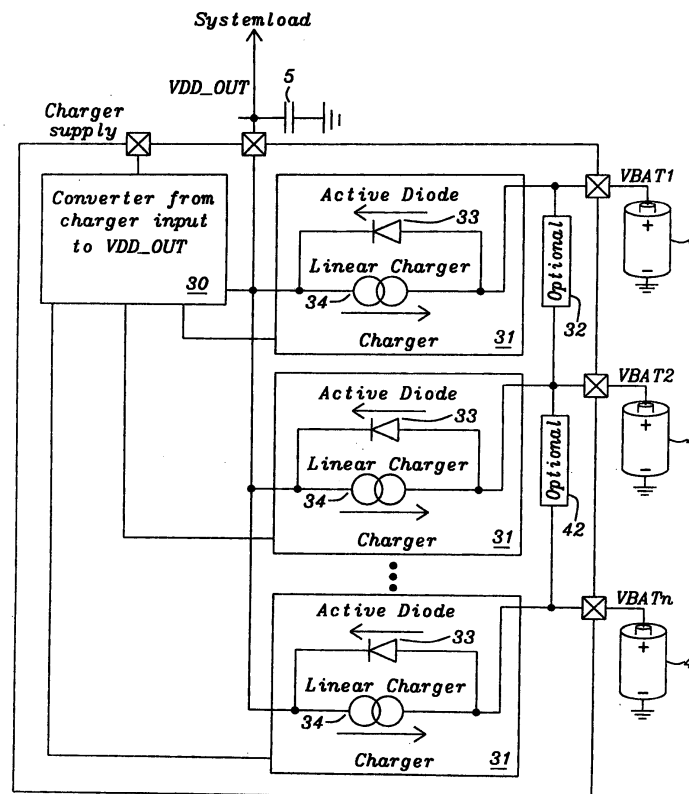 Systemload
VDD_OUT
5
Charger
supply
VBAT1
Converter from
charger input
to VDD_OUT
30
Active Diode
33
Linear Charger
34
Charger
31
Optional
32
+
-
VBAT2
Active Diode
33
Linear Charger
34
Charger
31
Optional
42
+
-
VBATn
Active Diode
33
Linear Charger
34
Charger
31
+
-